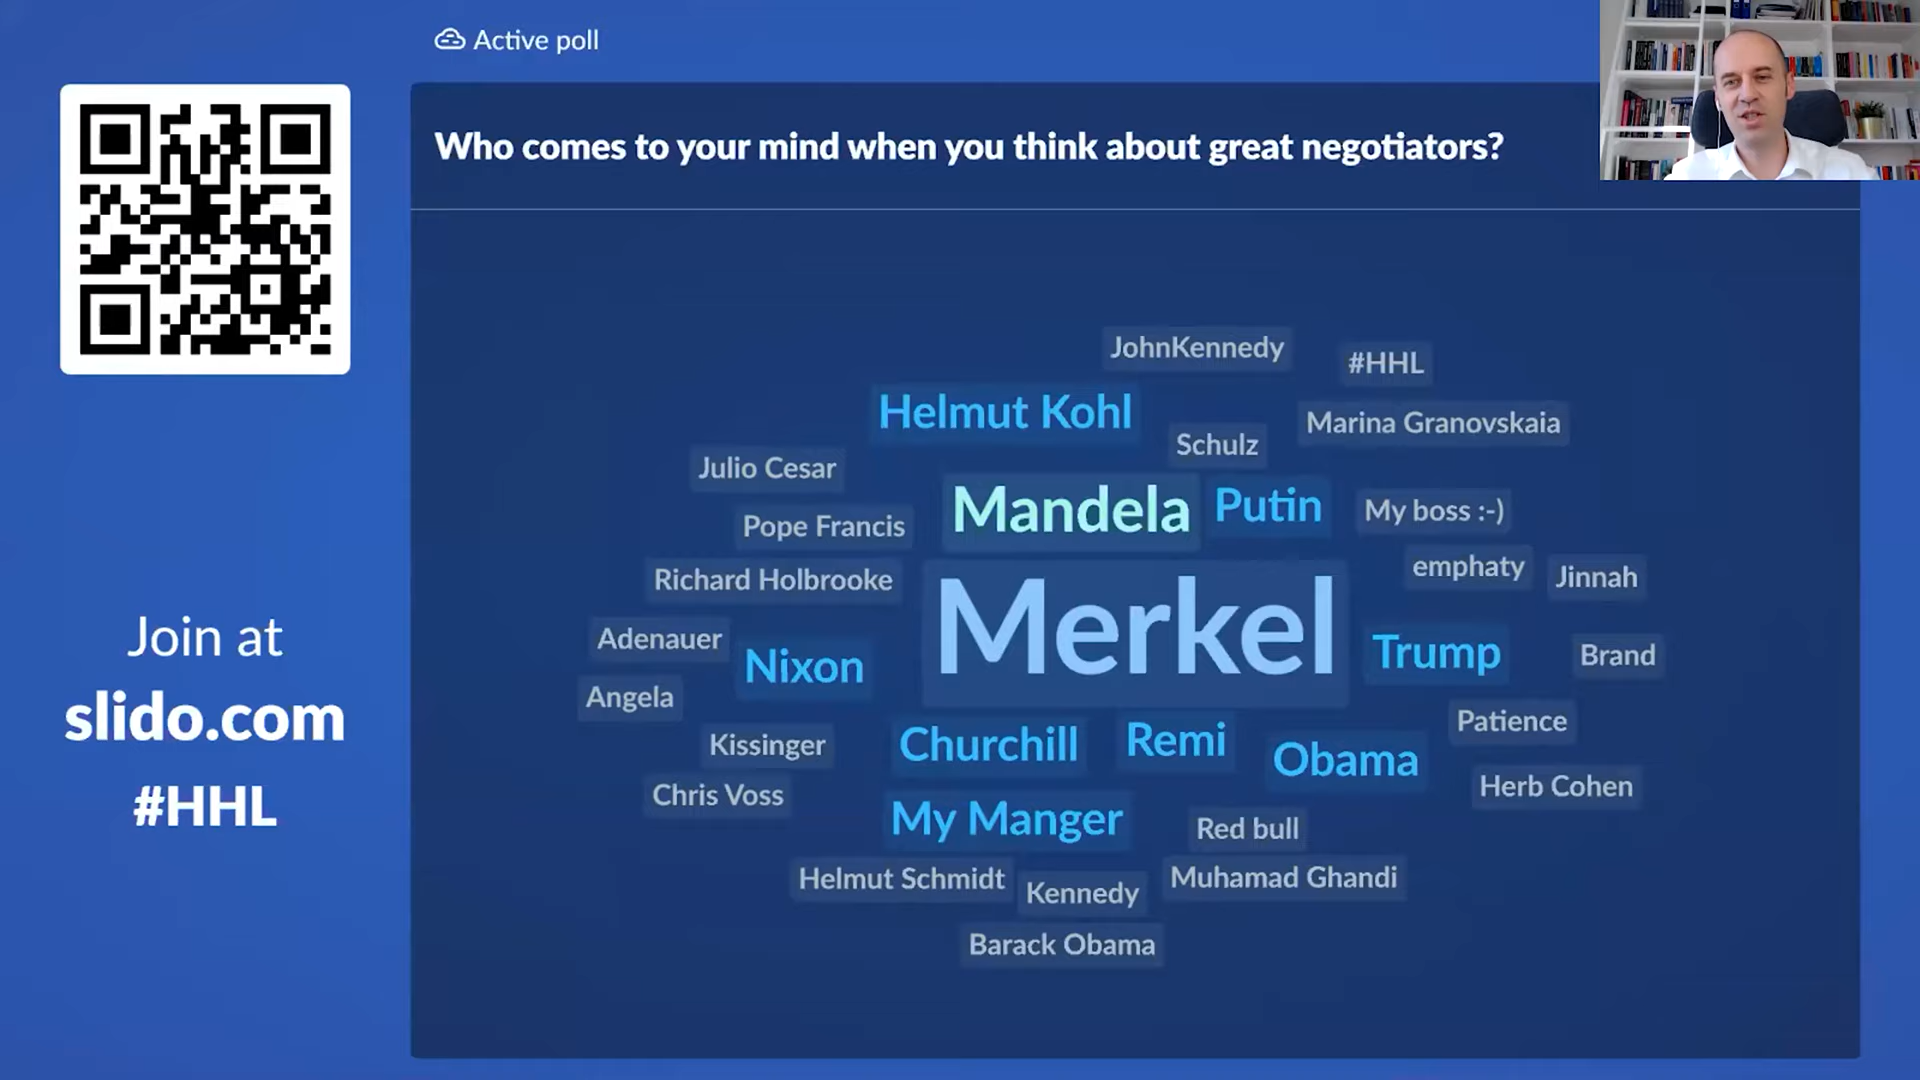 Active poll
Who comes to your mind when you think about great negotiators?
JohnKennedy
#HHL
Helmut Kohl
Marina Granovskaia
Schulz
Julio Cesar
Mandela
Putin
My boss :-)
Pope Francis
emphaty
Jinnah
Richard Holbrooke
Merkel
Adenauer
Nixon
Trump
Brand
Angela
Patience
Kissinger
Churchill
Remi
Obama
Herb Cohen
Chris Voss
My Manger
Red bull
Helmut Schmidt
Kennedy
Muhamad Ghandi
Barack Obama
Join at
slido.com
#HHL